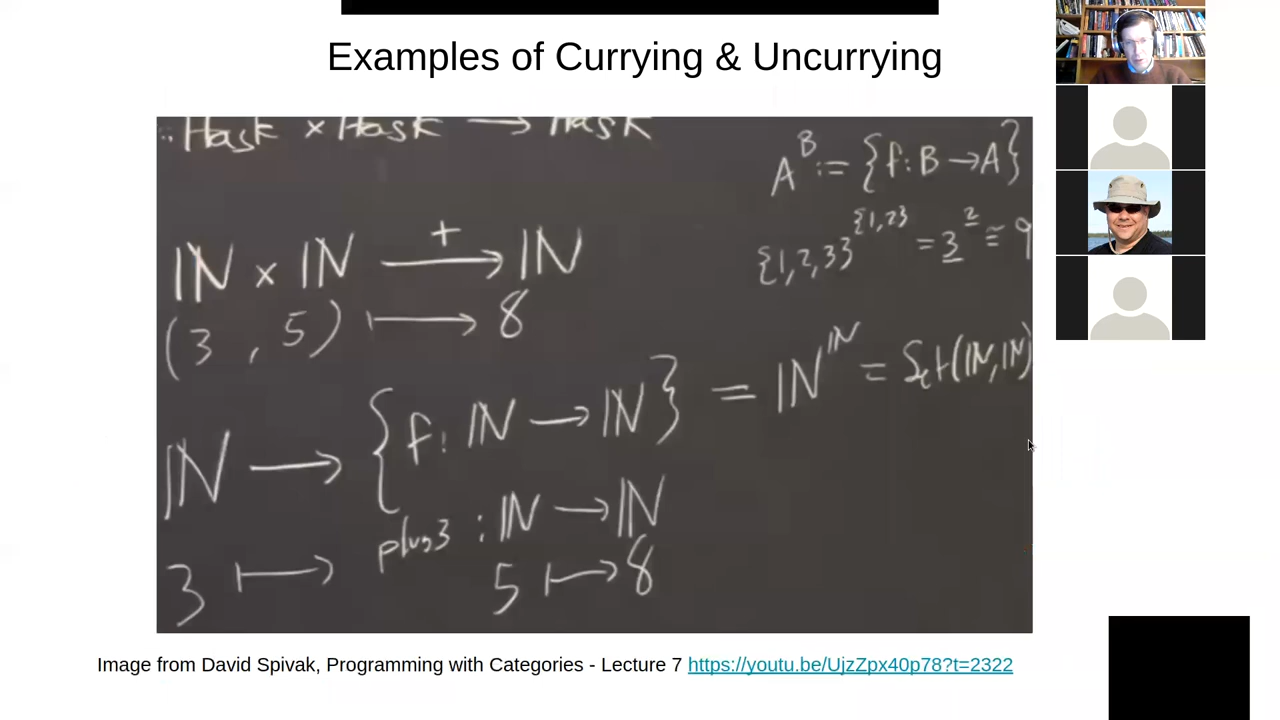 Examples of Currying & Uncurrying
:: Hask × Hask → Hask
A^B := {f: B → A}
{1,2,3}^{1,2} = 3^2 ≅ 9
ℕ × ℕ —+→ ℕ
(3 , 5) ↦ 8
ℕ → {f: ℕ → ℕ} = ℕ^ℕ = Set(ℕ,ℕ)
plus3 : ℕ → ℕ
3 ↦ 5 ↦ 8
Image from David Spivak, Programming with Categories - Lecture 7 https://youtu.be/UjzZpx40p78?t=2322